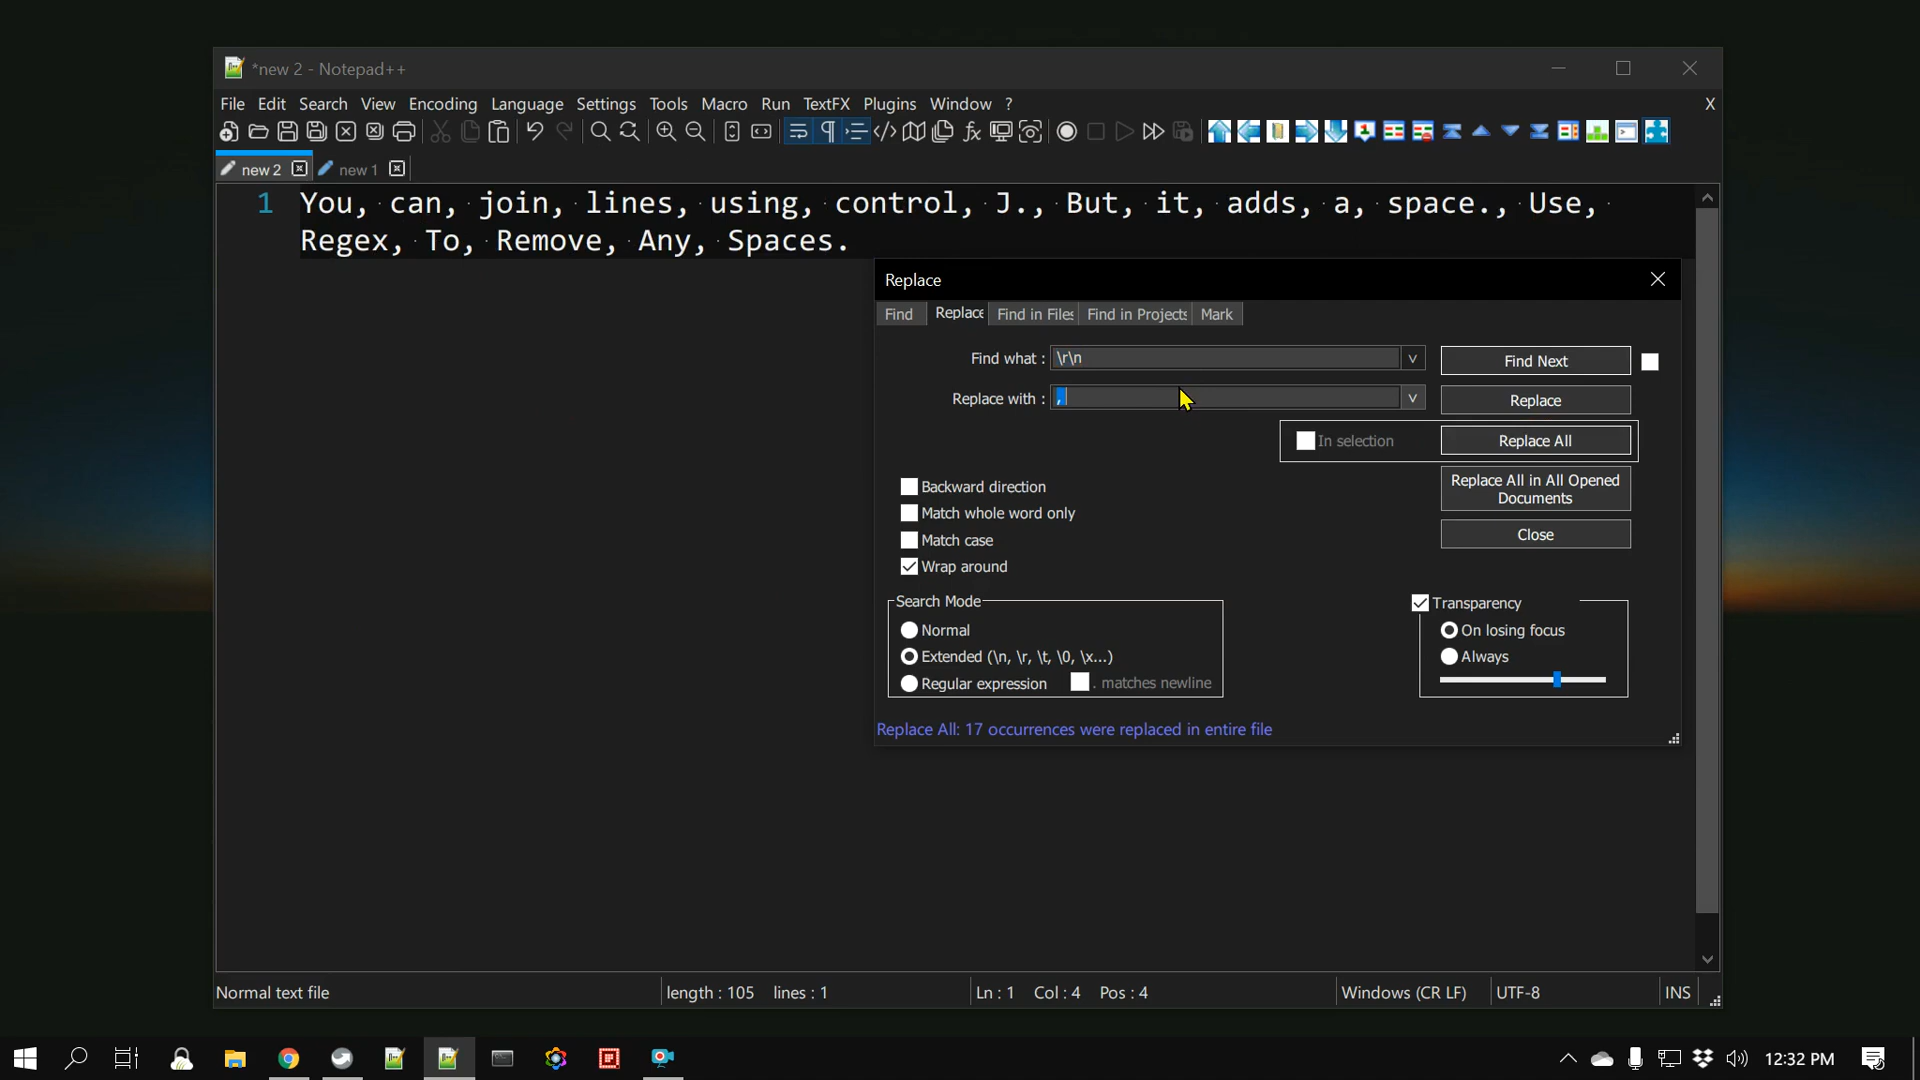 *new 2 - Notepad++
File Edit Search View Encoding Language Settings Tools Macro Run TextFX Plugins Window ?
X
new 2 new 1
1 You, can, join, lines, using, control, J., But, it, adds, a, space., Use,
Regex, To, Remove, Any, Spaces.
Replace
Find Replace Find in Files Find in Projects Mark
Find what : \r\n Find Next
Replace with : , Replace
In selection Replace All
Replace All in All Opened
Documents
Backward direction
Match whole word only
Close
Match case
Wrap around
Search Mode Transparency
Normal On losing focus
Extended (\n, \r, \t, \0, \x...) Always
Regular expression . matches newline
Replace All: 17 occurrences were replaced in entire file
Normal text file length : 105 lines : 1 Ln : 1 Col : 4 Pos : 4 Windows (CR LF) UTF-8 INS
12:32 PM